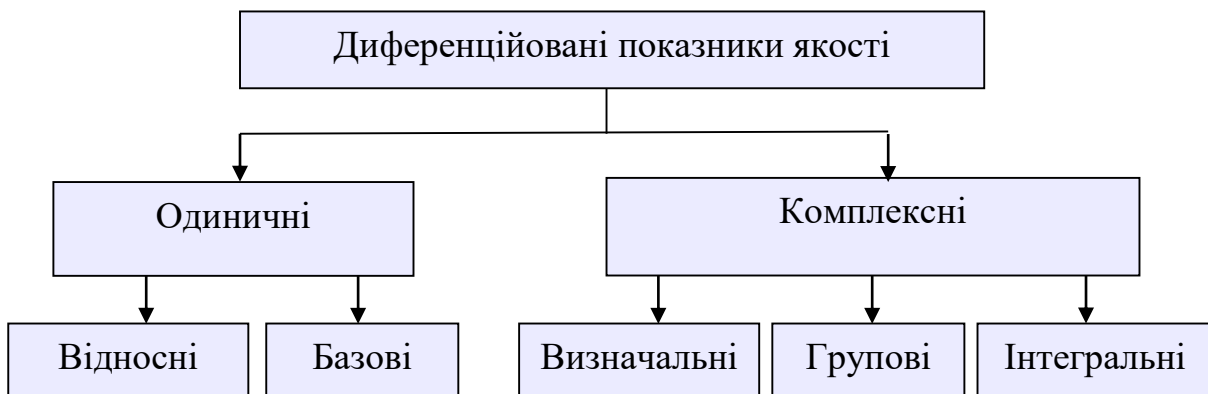 Диференційовані показники якості
Одиничні
Комплексні
Відносні
Базові
Визначальні
Групові
Інтегральні